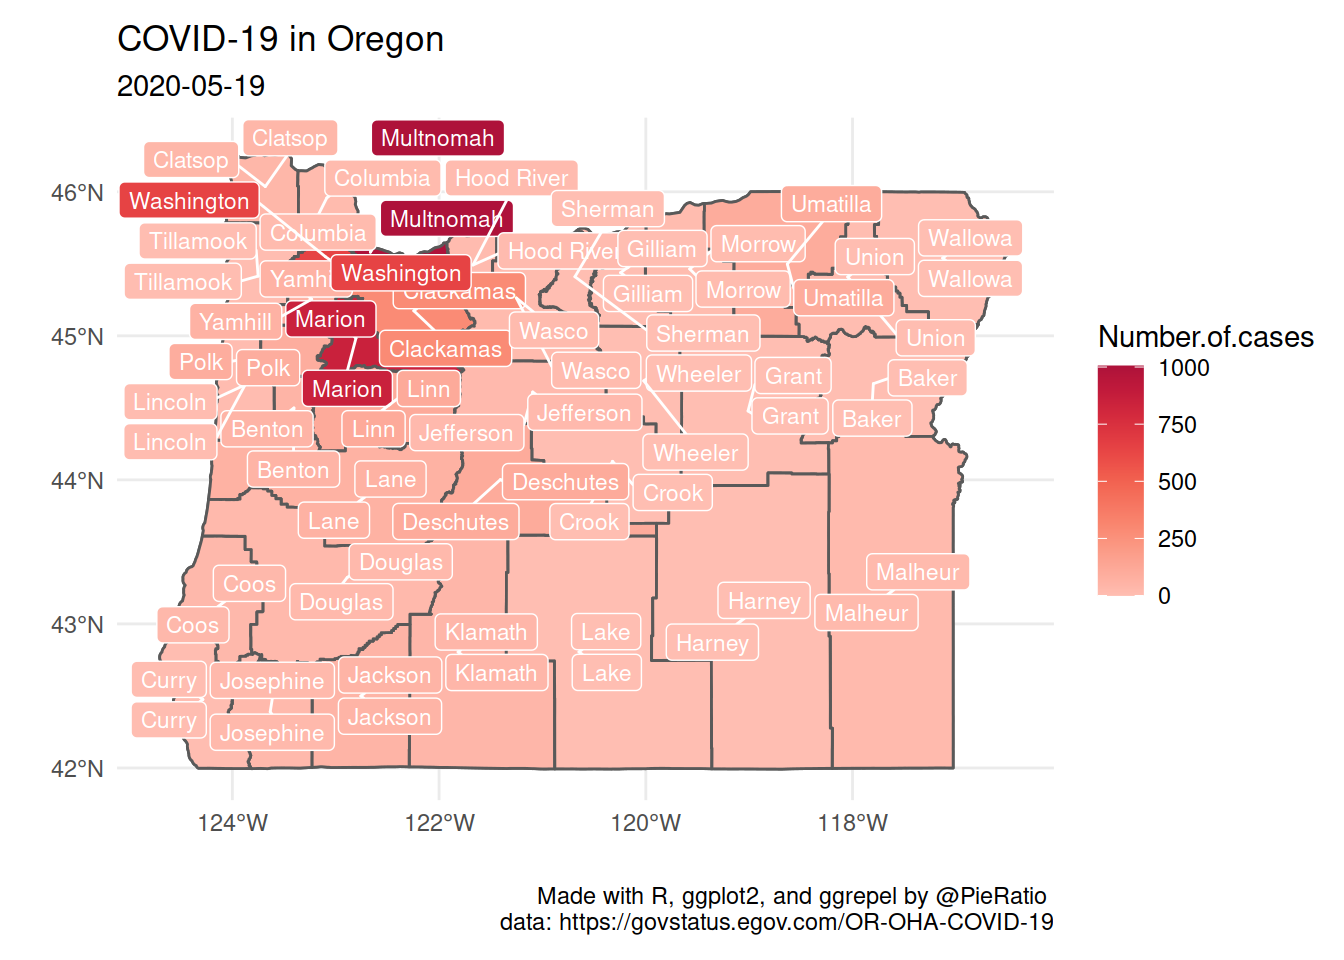 COVID-19 in Oregon
2020-05-19
Clatsop
Multnomah
Clatsop
Columbia
Hood River
Washington
Sherman
Umatilla
Multnomah
Columbia
Tillamook
Hood River
Gilliam
Morrow
Union
Wallowa
Tillamook
Yamh
Washington
Clackamas
Gilliam
Morrow
Umatilla
Wallowa
Yamhill
Marion
Wasco
Sherman
Union
Polk
Polk
Clackamas
Wasco
Wheeler
Grant
Baker
Lincoln
Marion
Linn
Jefferson
Grant
Baker
Lincoln
Benton
Linn
Jefferson
Wheeler
Benton
Lane
Deschutes
Crook
Lane
Deschutes
Crook
Douglas
Malheur
Coos
Douglas
Harney
Malheur
Coos
Klamath
Lake
Harney
Curry
Josephine
Jackson
Klamath
Lake
Curry
Josephine
Jackson
46°N
45°N
44°N
43°N
42°N
124°W
122°W
120°W
118°W
Number.of.cases
1000
750
500
250
0
Made with R, ggplot2, and ggrepel by @PieRatio
data: https://govstatus.egov.com/OR-OHA-COVID-19